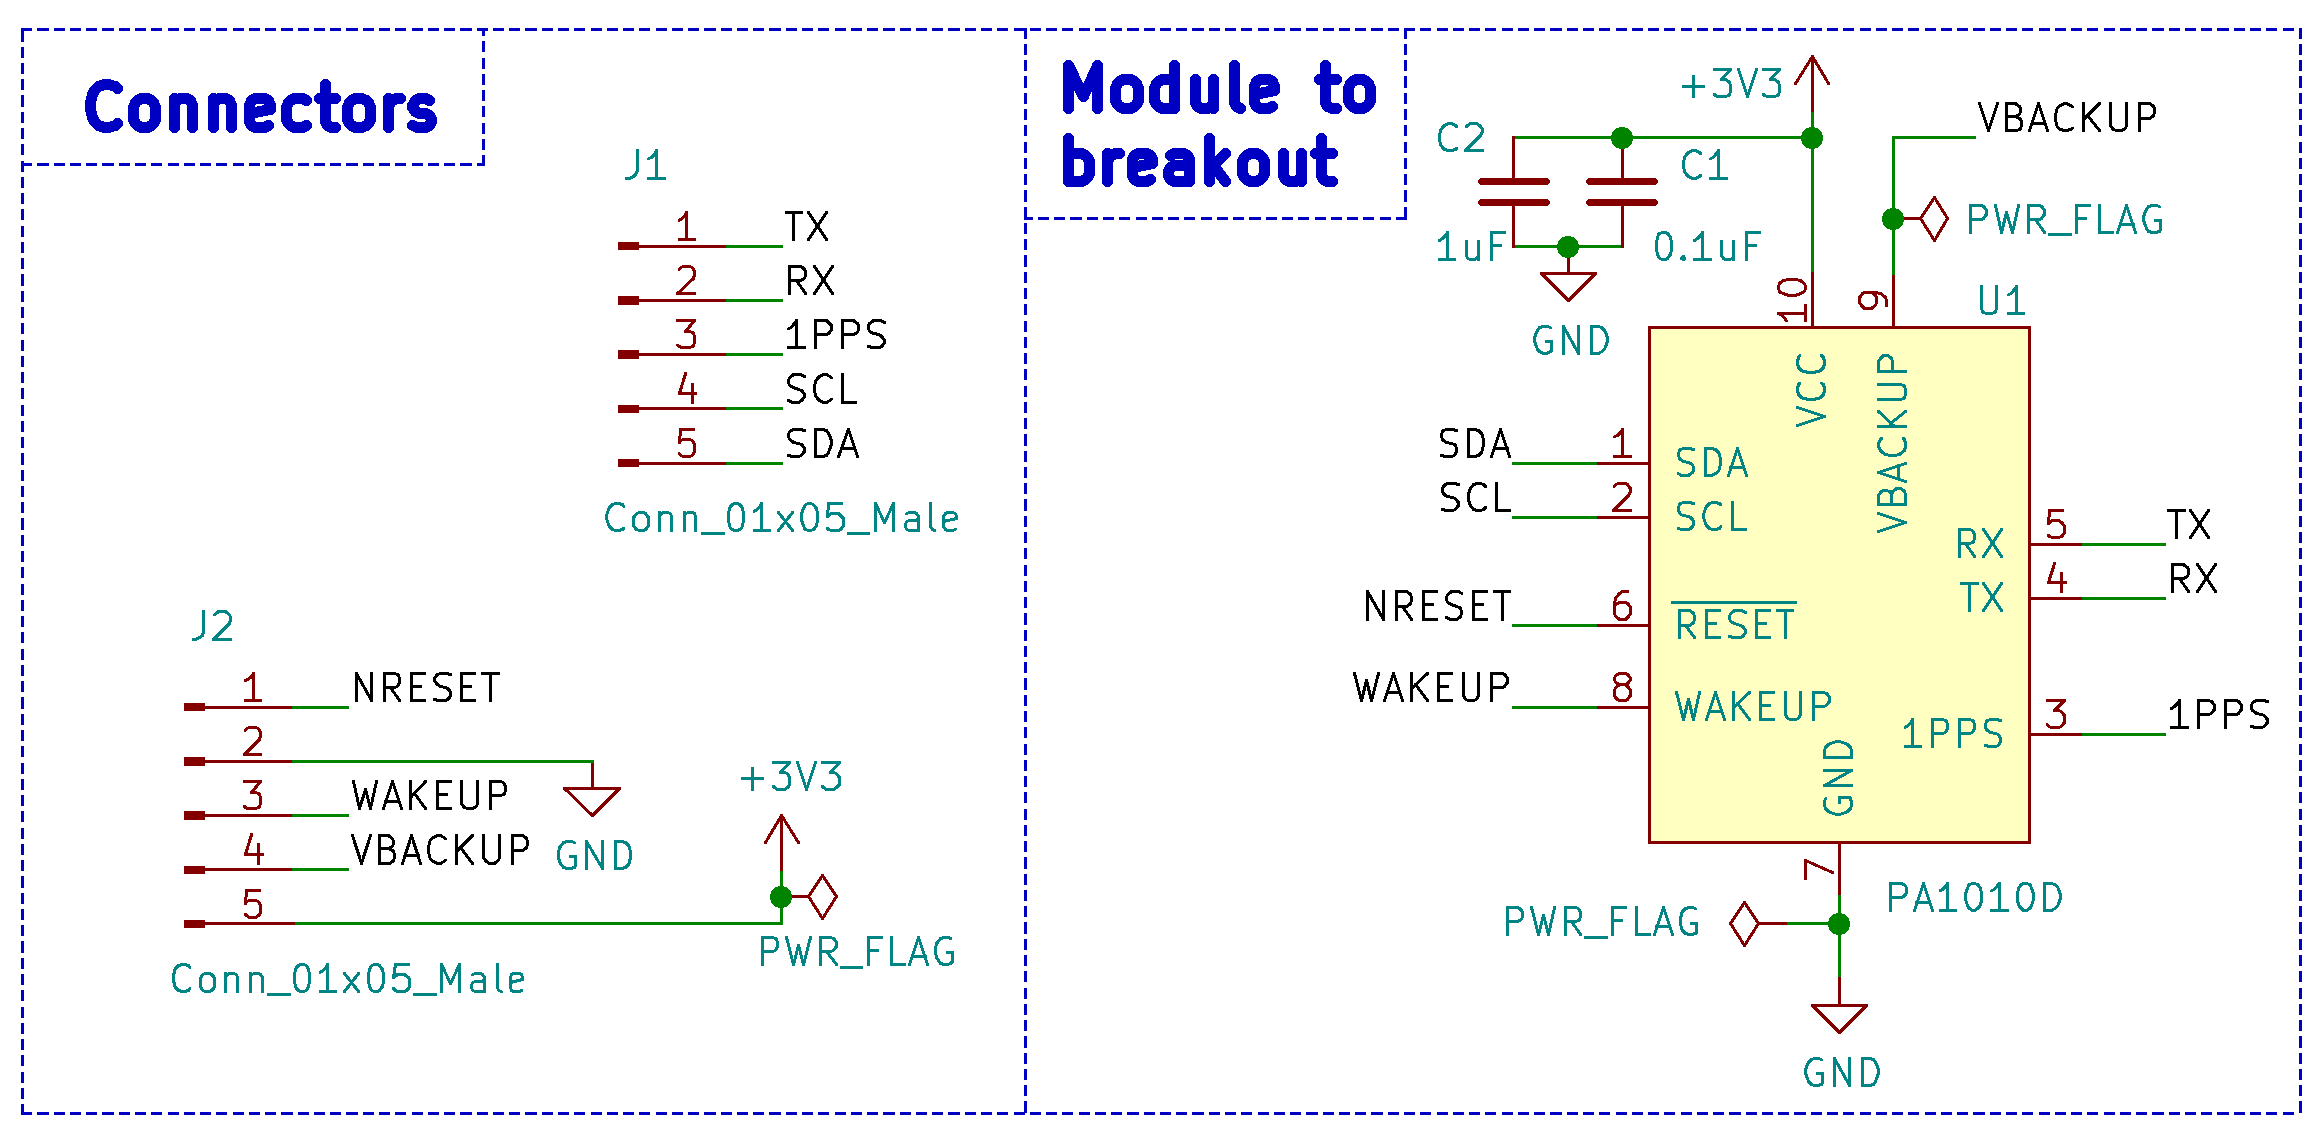 Connectors
J1
1 TX
2 RX
3 1PPS
4 SCL
5 SDA
Conn_01x05_Male
J2
1 NRESET
2
3 WAKEUP
4 VBACKUP
5
GND
+3V3
PWR_FLAG
Conn_01x05_Male
Module to
breakout
+3V3
C2
C1
1uF
0.1uF
GND
VBACKUP
PWR_FLAG
10
9
U1
VCC
VBACKUP
SDA 1 SDA
SCL 2 SCL
RX 5 TX
TX 4 RX
NRESET 6 RESET
WAKEUP 8 WAKEUP
1PPS 3 1PPS
GND
7
PA1010D
PWR_FLAG
GND